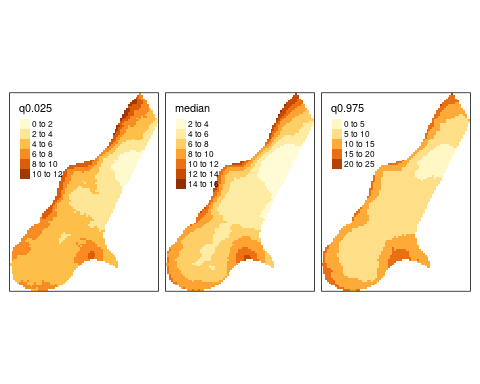 q0.025
0 to 2
2 to 4
4 to 6
6 to 8
8 to 10
10 to 12
median
2 to 4
4 to 6
6 to 8
8 to 10
10 to 12
12 to 14
14 to 16
q0.975
0 to 5
5 to 10
10 to 15
15 to 20
20 to 25